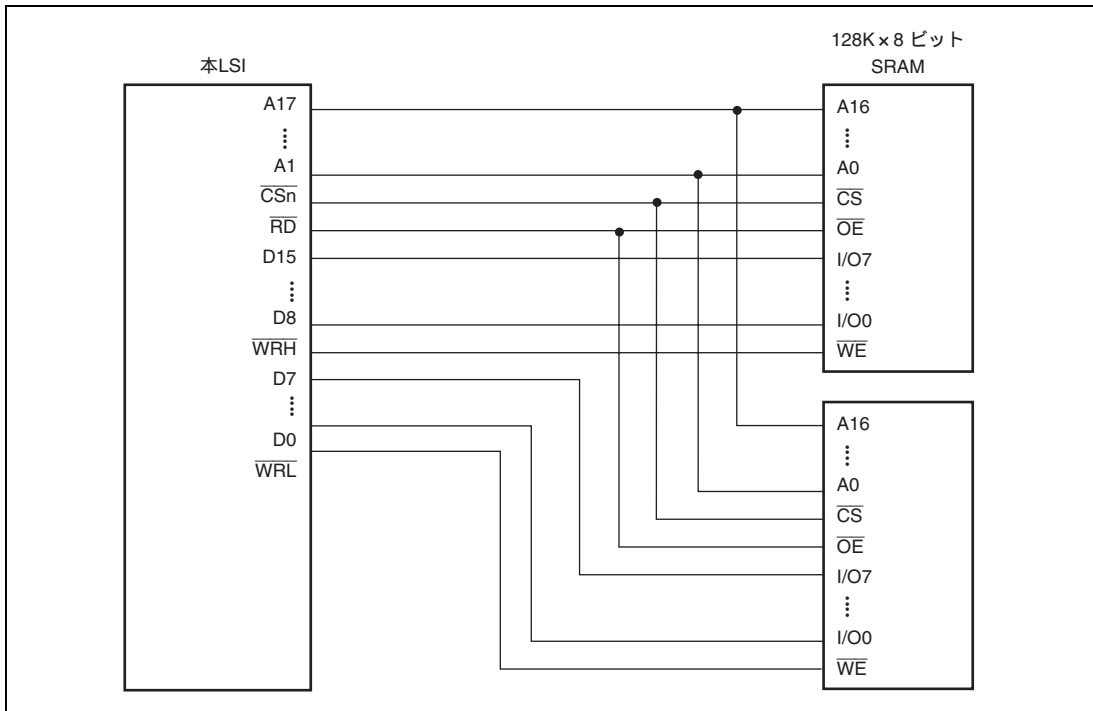 本LSI
A17
A1
CSn
RD
D15
D8
WRH
D7
D0
WRL
128K×8 ビット
SRAM
A16
A0
CS
OE
I/O7
I/O0
WE
A16
A0
CS
OE
I/O7
I/O0
WE